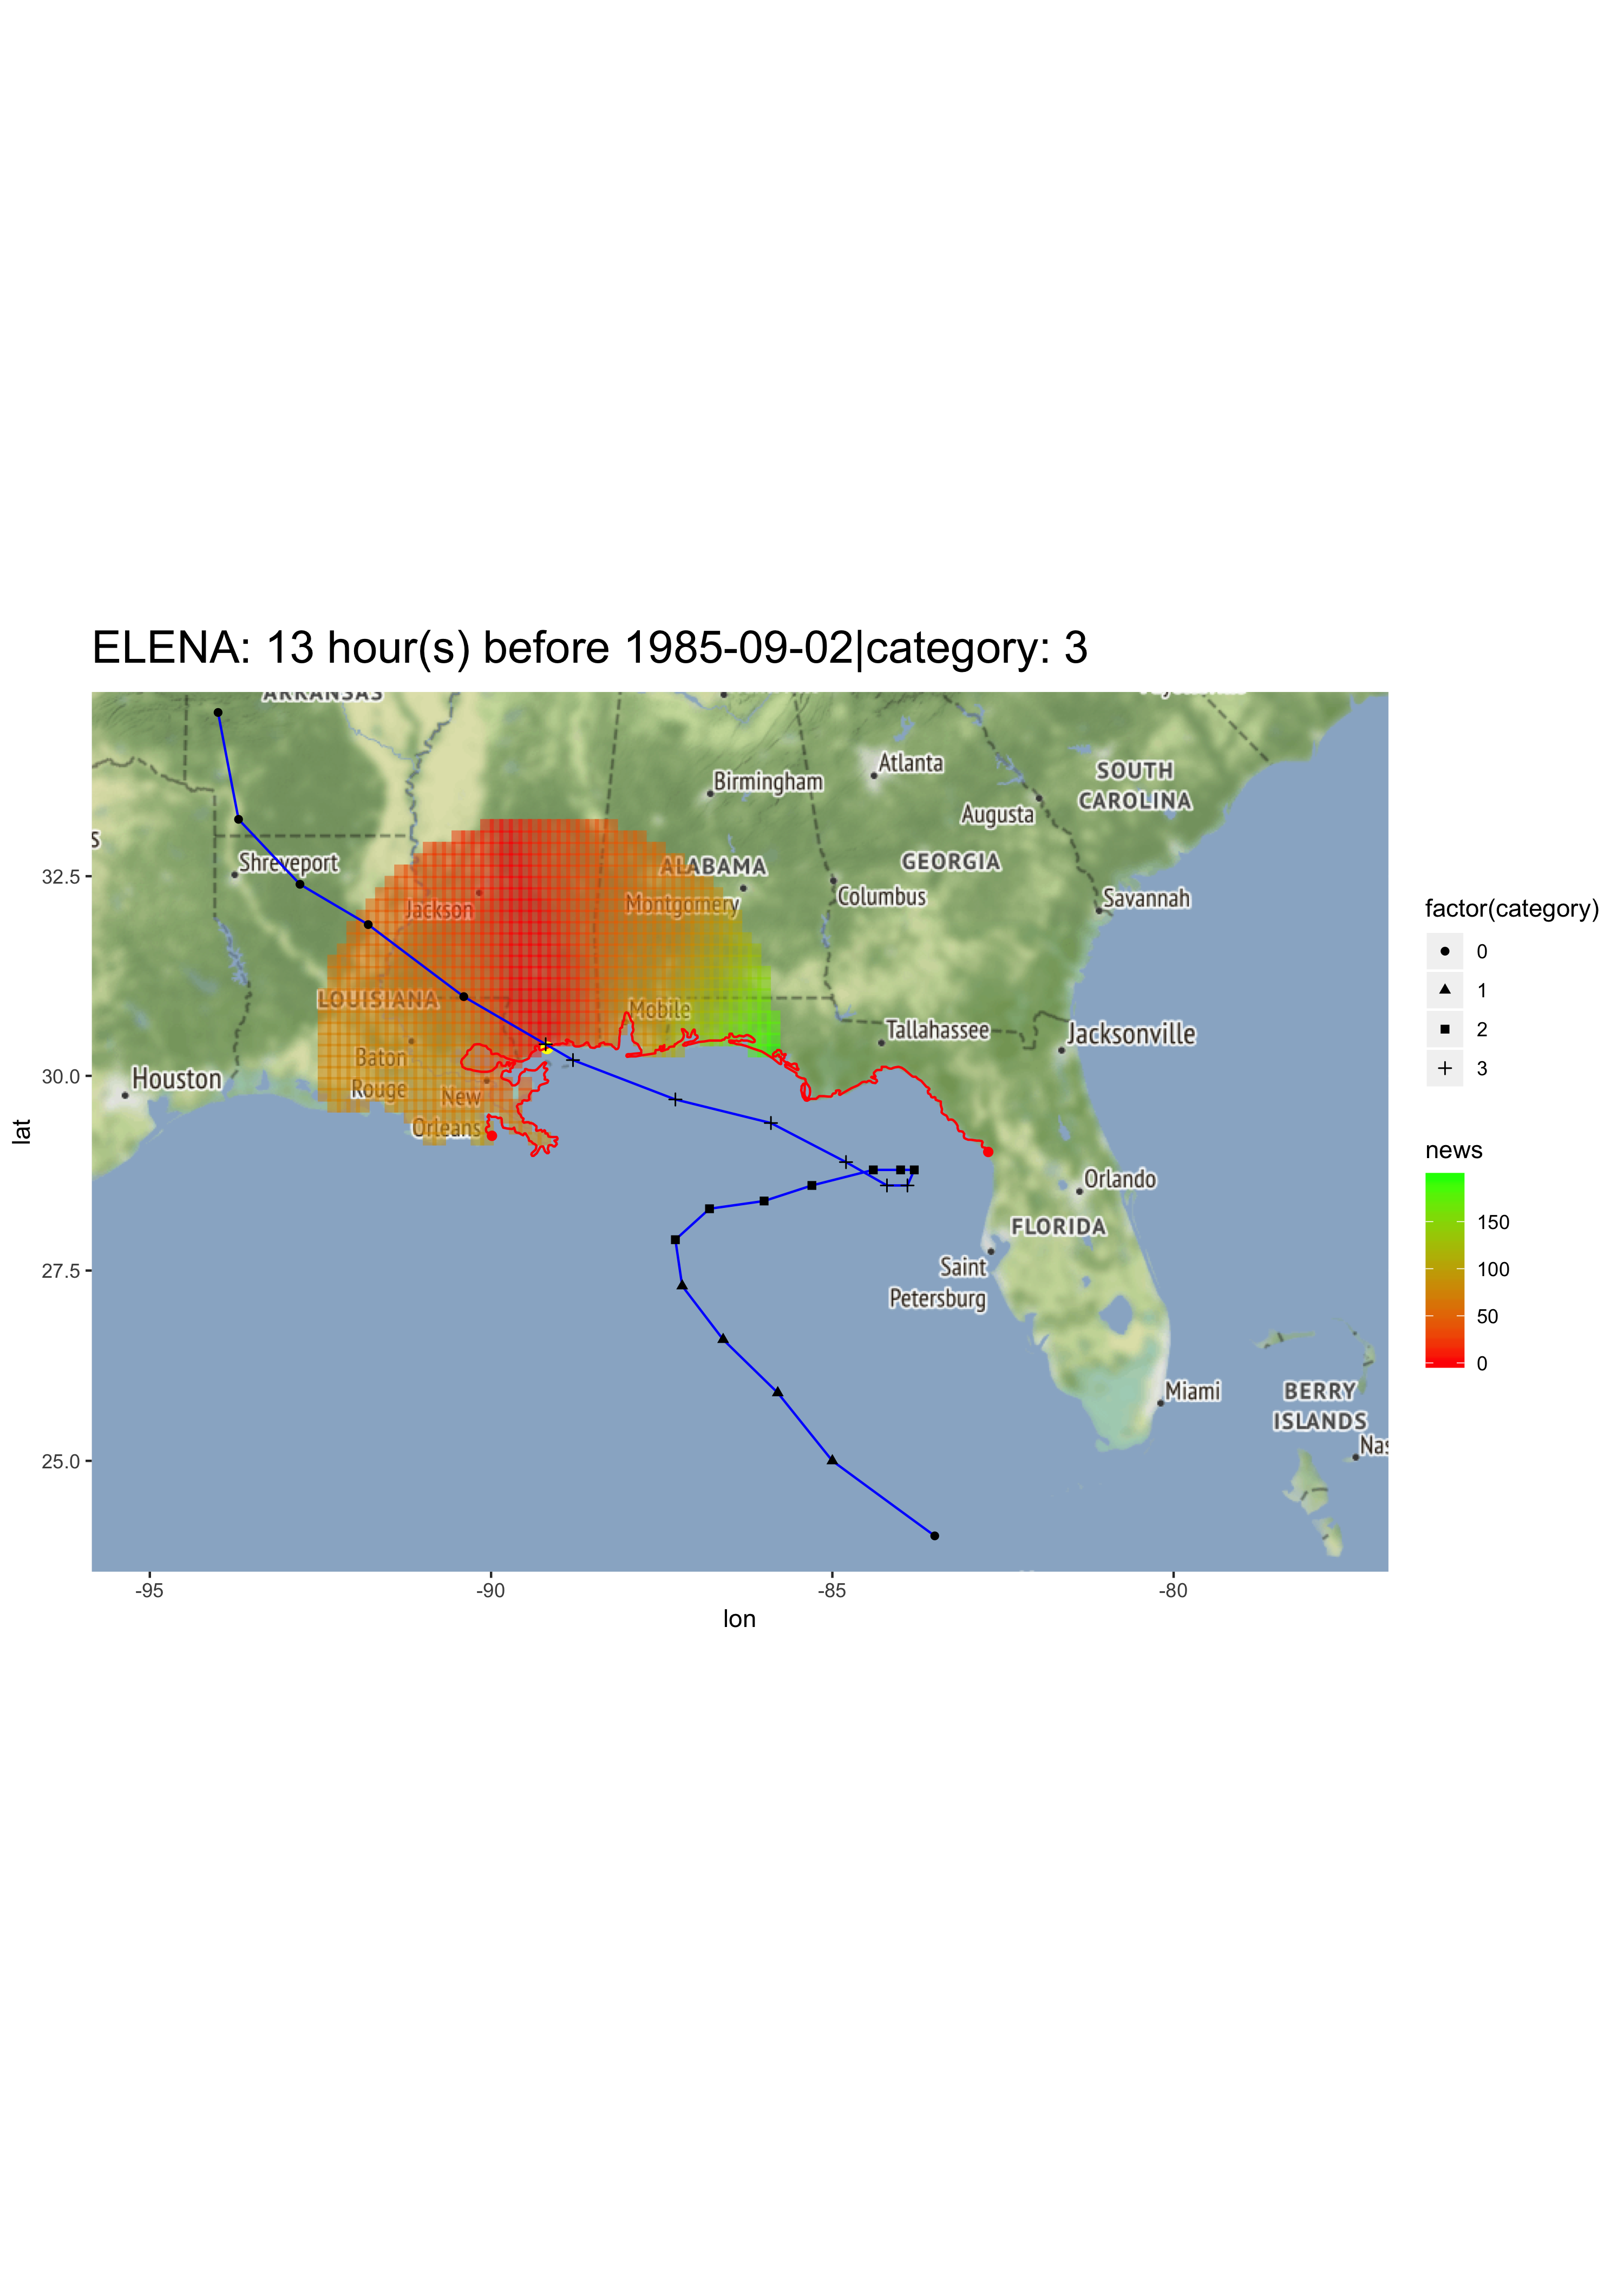 ELENA: 13 hour(s) before 1985-09-02|category: 3
ARKANSAS
Atlanta
Birmingham
SOUTH
CAROLINA
Augusta
S
Shreveport
ALABAMA
GEORGIA
32.5
Jackson
Montgomery
Columbus
Savannah
LOUISIANA
Mobile
Tallahassee
Jacksonville
Baton
Rouge
Houston
30.0
New
Orleans
lat
Orlando
FLORIDA
27.5
Saint
Petersburg
Miami
BERRY
ISLANDS
Nas
25.0
-95
-90
-85
-80
lon
factor(category)
0
1
2
3
news
150
100
50
0